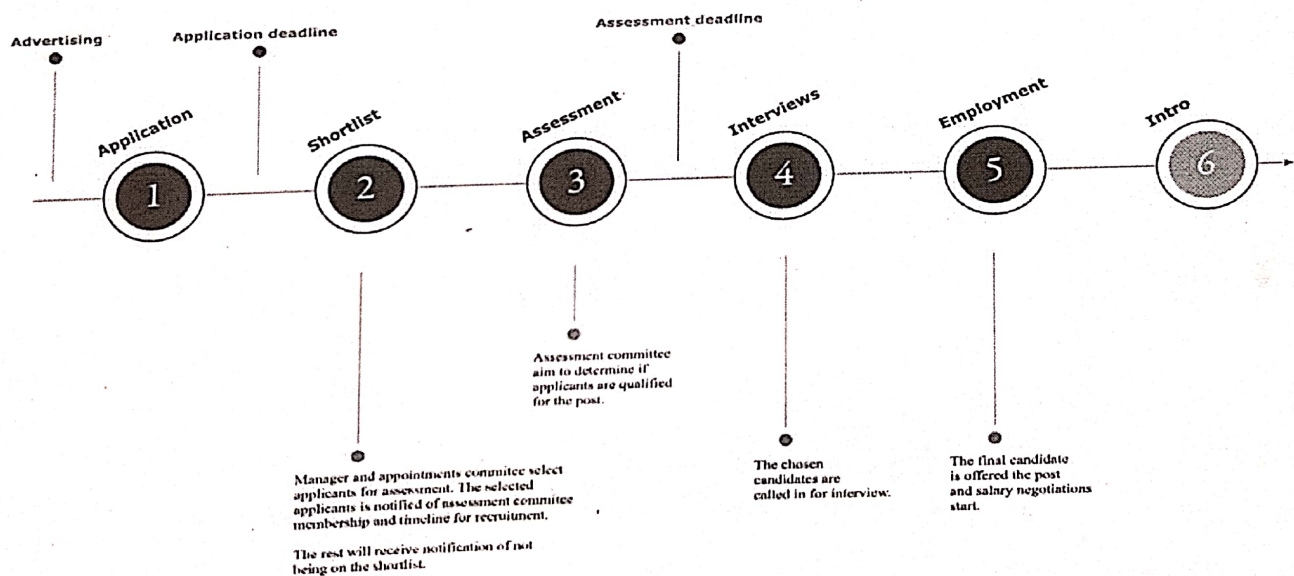 Advertising
Application deadline
Assessment deadline
Application
Shortlist
Assessment
Interviews
Employment
Intro
1
2
3
4
5
6
Assessment committee
aim to determine if
applicants are qualified
for the post.
Manager and appointments commitee select
applicants for assessment. The selected
applicants is notified of assessment commitee
membership and timeline for recruitment.
The rest will receive notification of not
being on the shortlist.
The chosen
candidates are
called in for interview.
The final candidate
is offered the post
and salary negotiations
start.